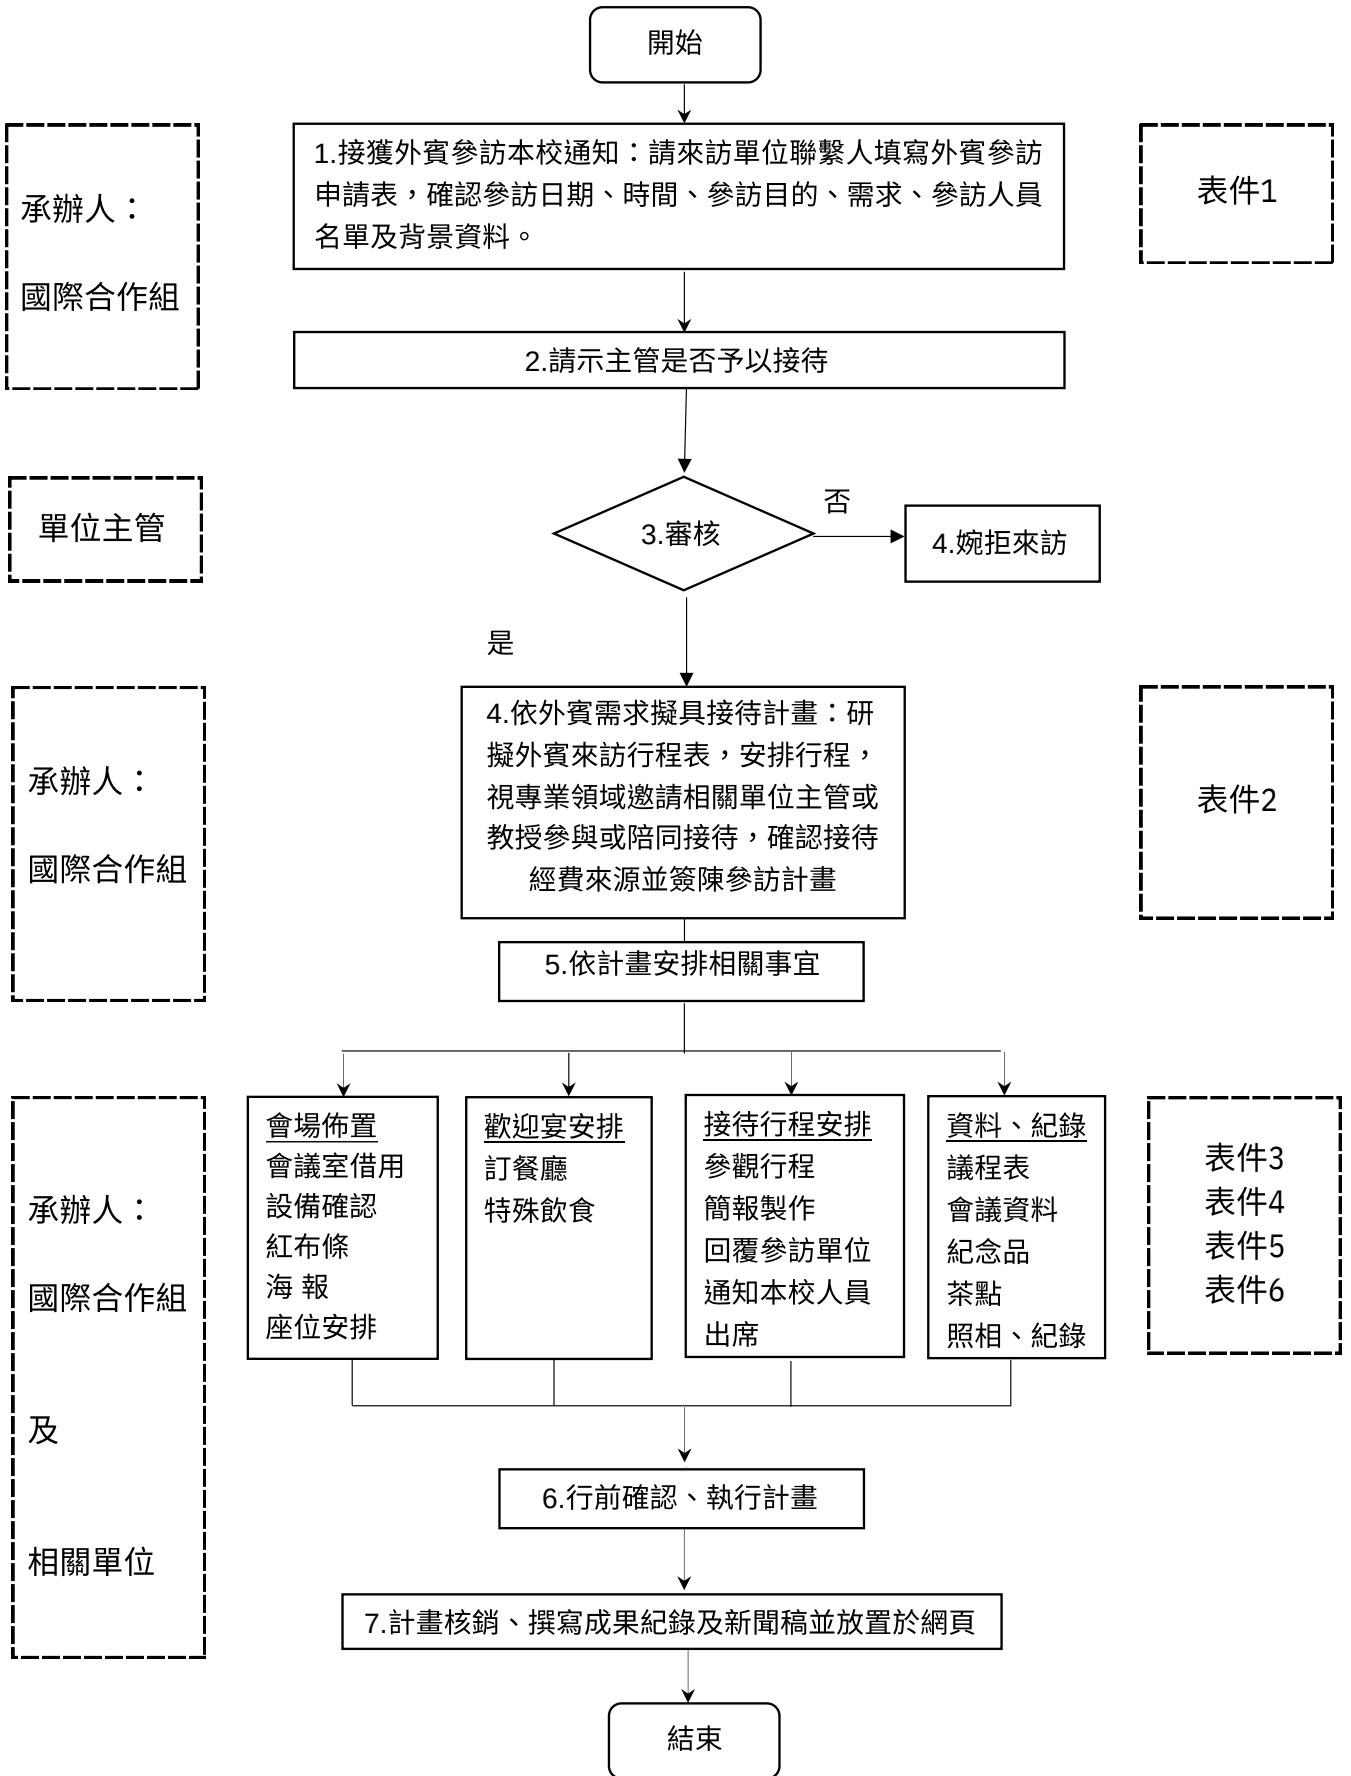 開始
1.接獲外賓參訪本校通知：請來訪單位聯繫人填寫外賓參訪
申請表，確認參訪日期、時間、參訪目的、需求、參訪人員
名單及背景資料。
承辦人：
國際合作組
表件1
2.請示主管是否予以接待
單位主管
3.審核
否
4.婉拒來訪
是
承辦人：
國際合作組
4.依外賓需求擬具接待計畫：研
擬外賓來訪行程表，安排行程，
視專業領域邀請相關單位主管或
教授參與或陪同接待，確認接待
經費來源並簽陳參訪計畫
表件2
5.依計畫安排相關事宜
承辦人：
國際合作組
及
相關單位
會場佈置
會議室借用
設備確認
紅布條
海 報
座位安排
歡迎宴安排
訂餐廳
特殊飲食
接待行程安排
參觀行程
簡報製作
回覆參訪單位
通知本校人員
出席
資料、紀錄
議程表
會議資料
紀念品
茶點
照相、紀錄
表件3
表件4
表件5
表件6
6.行前確認、執行計畫
7.計畫核銷、撰寫成果紀錄及新聞稿並放置於網頁
結束